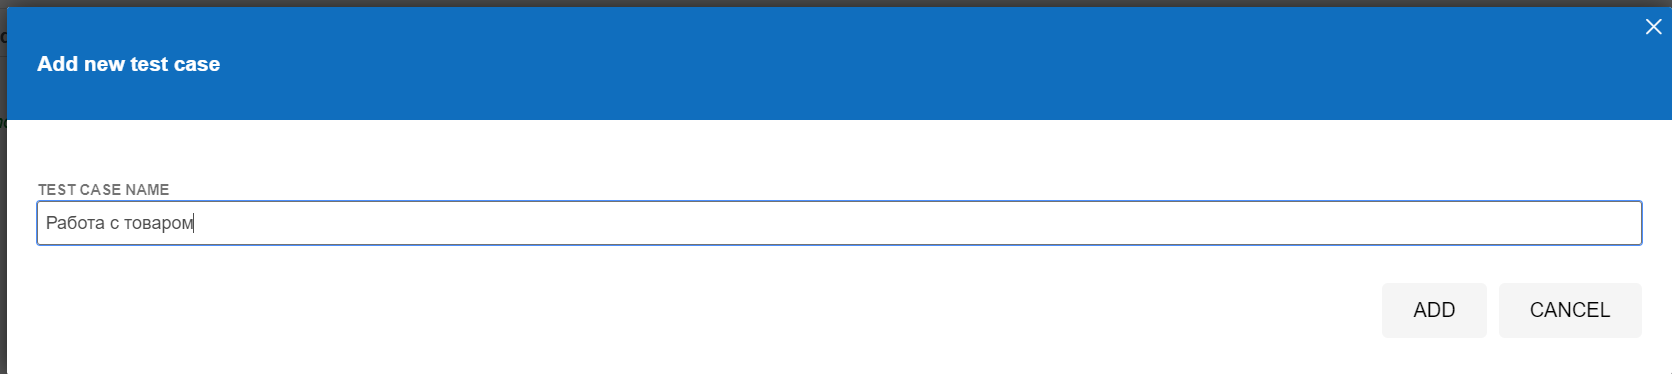 Add new test case
TEST CASE NAME
Работа с товаром
ADD CANCEL